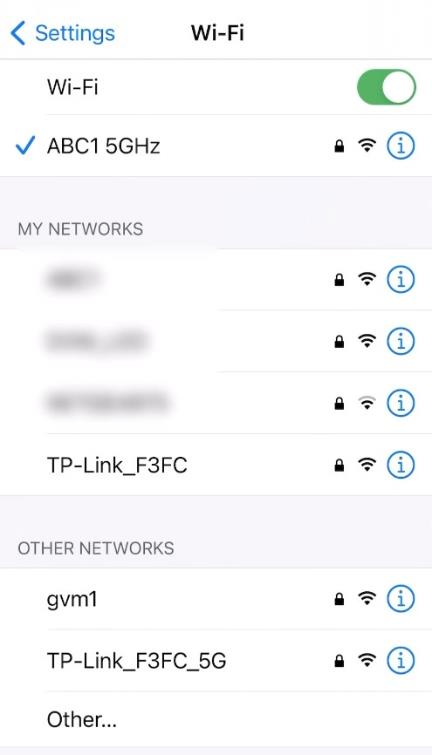 Settings
Wi-Fi
Wi-Fi
ABC1 5GHz
MY NETWORKS
TP-Link_F3FC
OTHER NETWORKS
gvm1
TP-Link_F3FC_5G
Other...